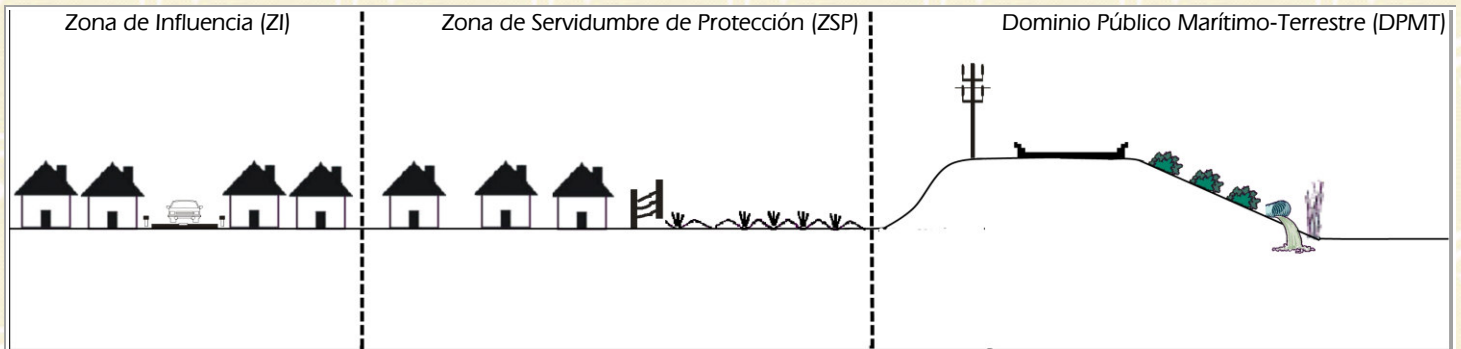 Zona de Influencia (ZI)
Zona de Servidumbre de Protección (ZSP)
Dominio Público Marítimo-Terrestre (DPMT)